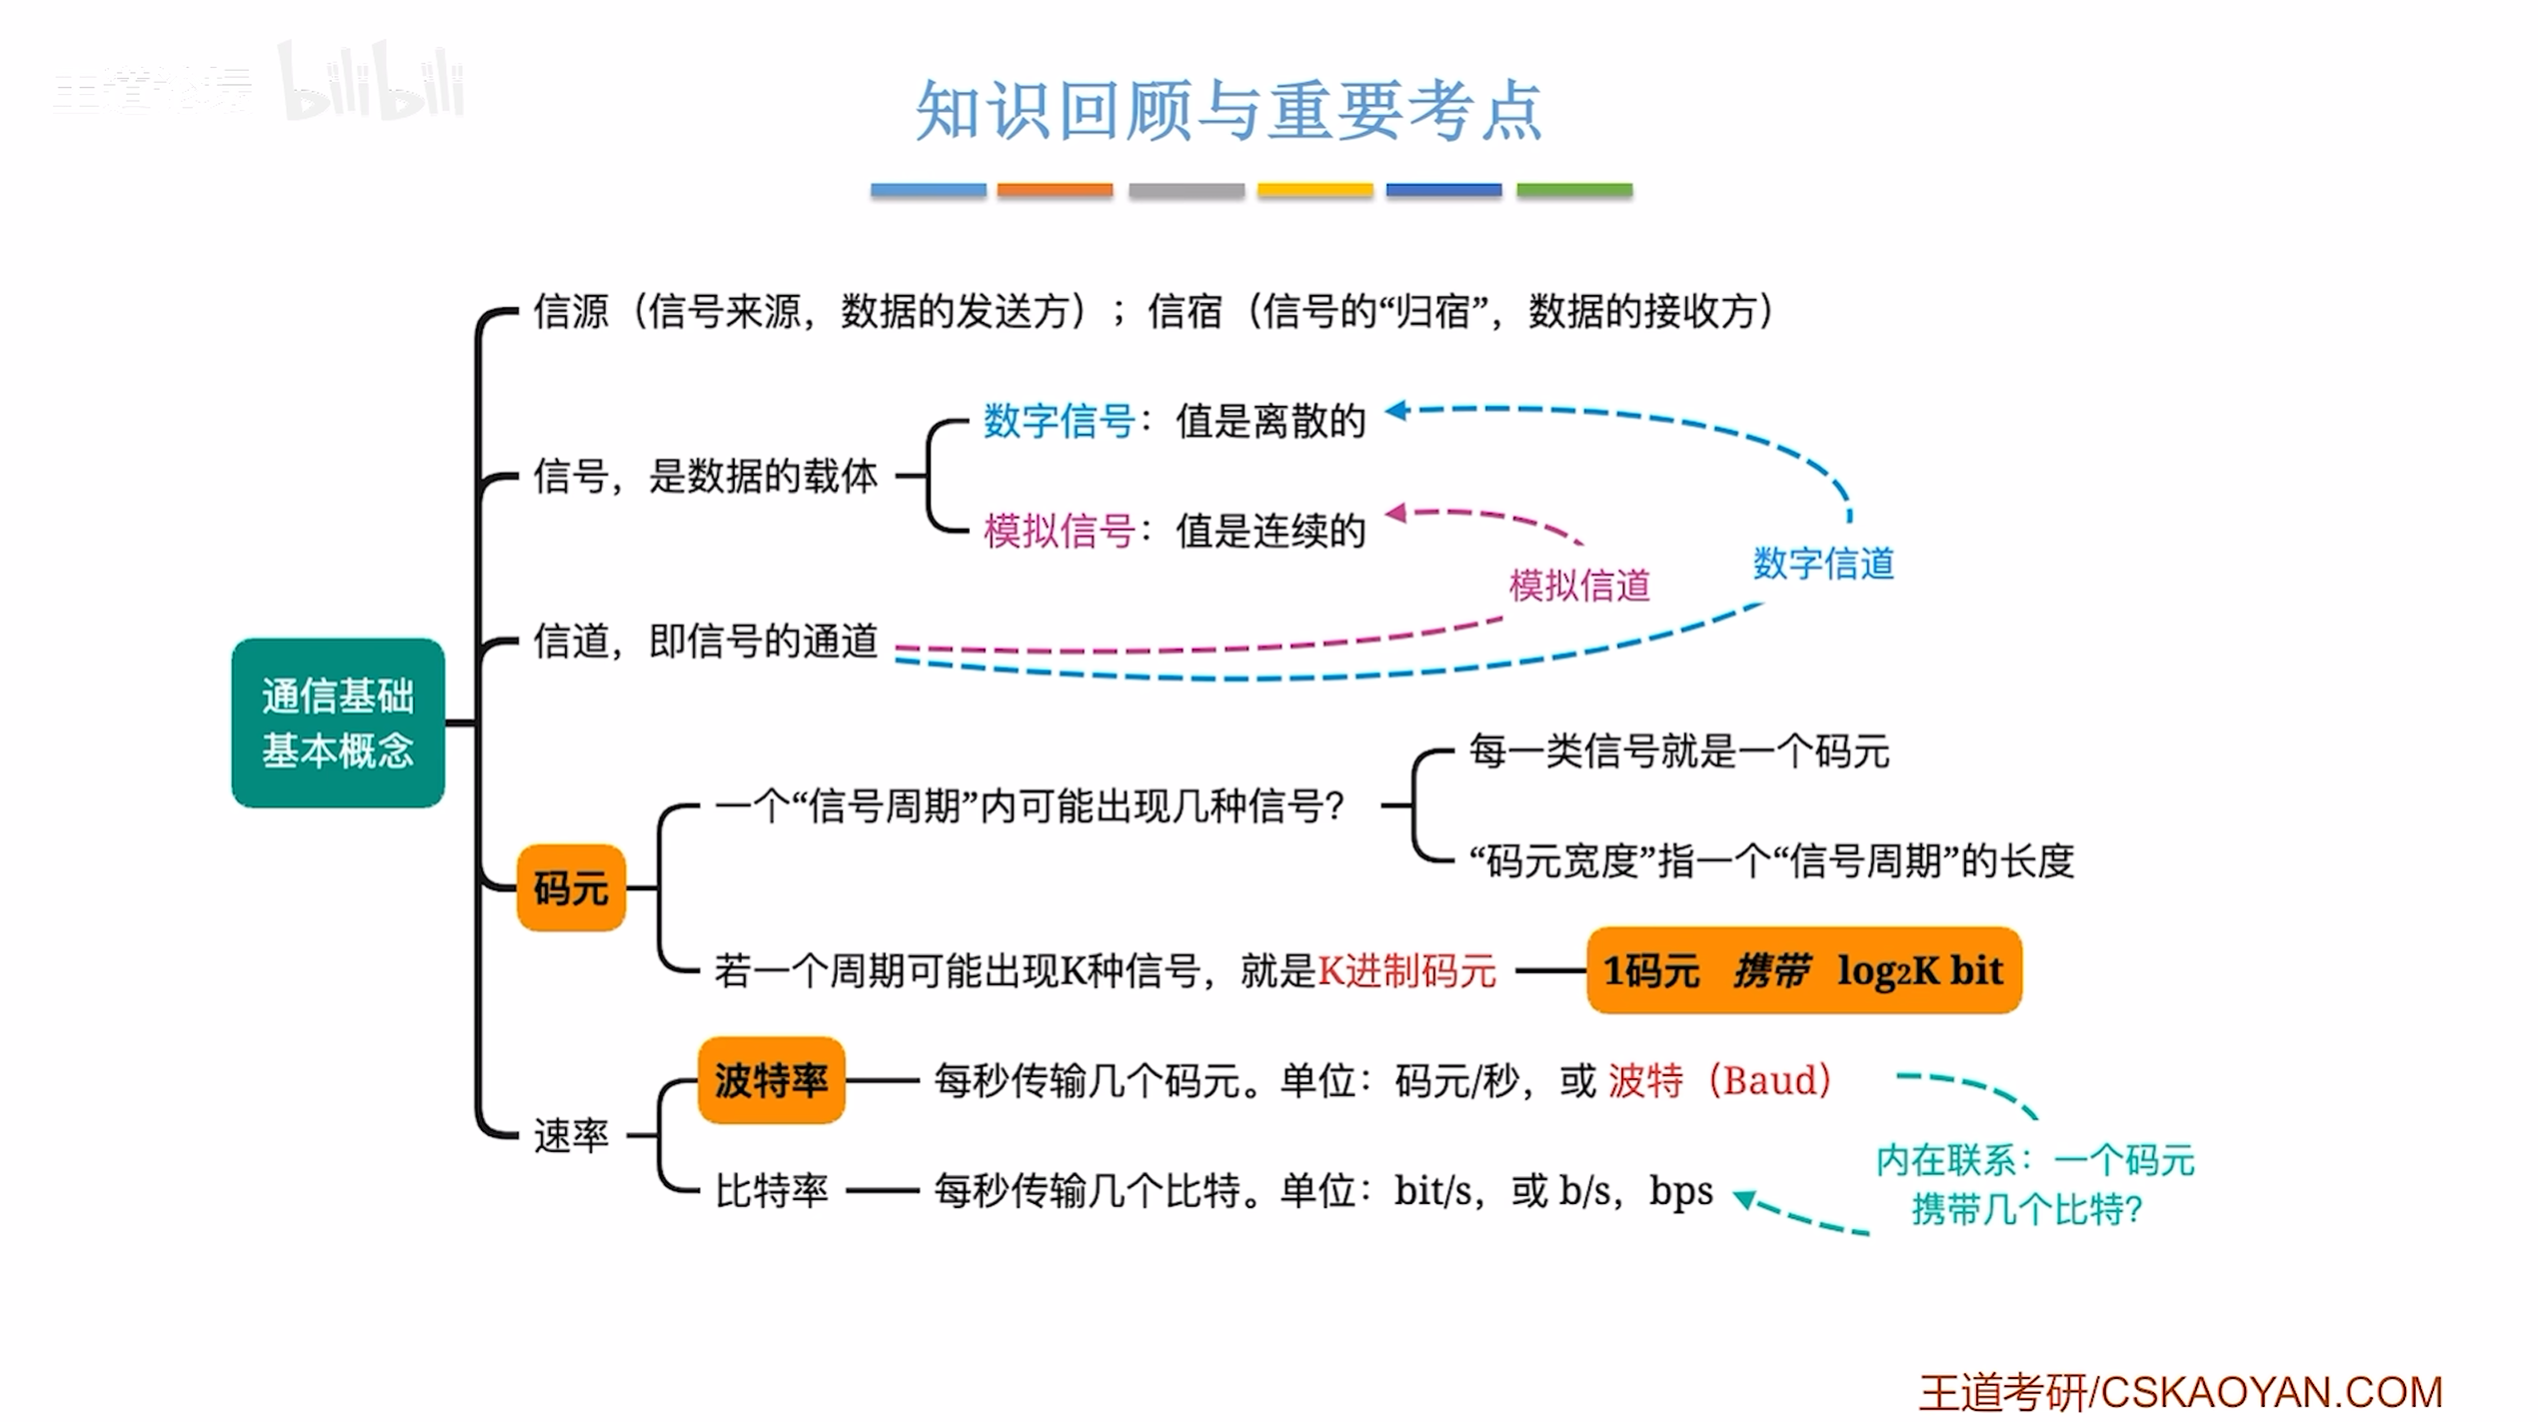 王道论坛 bilibili
知识回顾与重要考点
信源（信号来源，数据的发送方）；信宿（信号的“归宿”，数据的接收方）
信号，是数据的载体
数字信号：值是离散的
模拟信号：值是连续的
数字信道
模拟信道
信道，即信号的通道
通信基础
基本概念
码元
一个“信号周期”内可能出现几种信号？
每一类信号就是一个码元
“码元宽度”指一个“信号周期”的长度
若一个周期可能出现K种信号，就是K进制码元
1码元 携带 log₂K bit
速率
波特率
每秒传输几个码元。单位：码元/秒，或 波特（Baud）
比特率
每秒传输几个比特。单位：bit/s，或 b/s，bps
内在联系：一个码元
携带几个比特？
王道考研/CSKAOYAN.COM